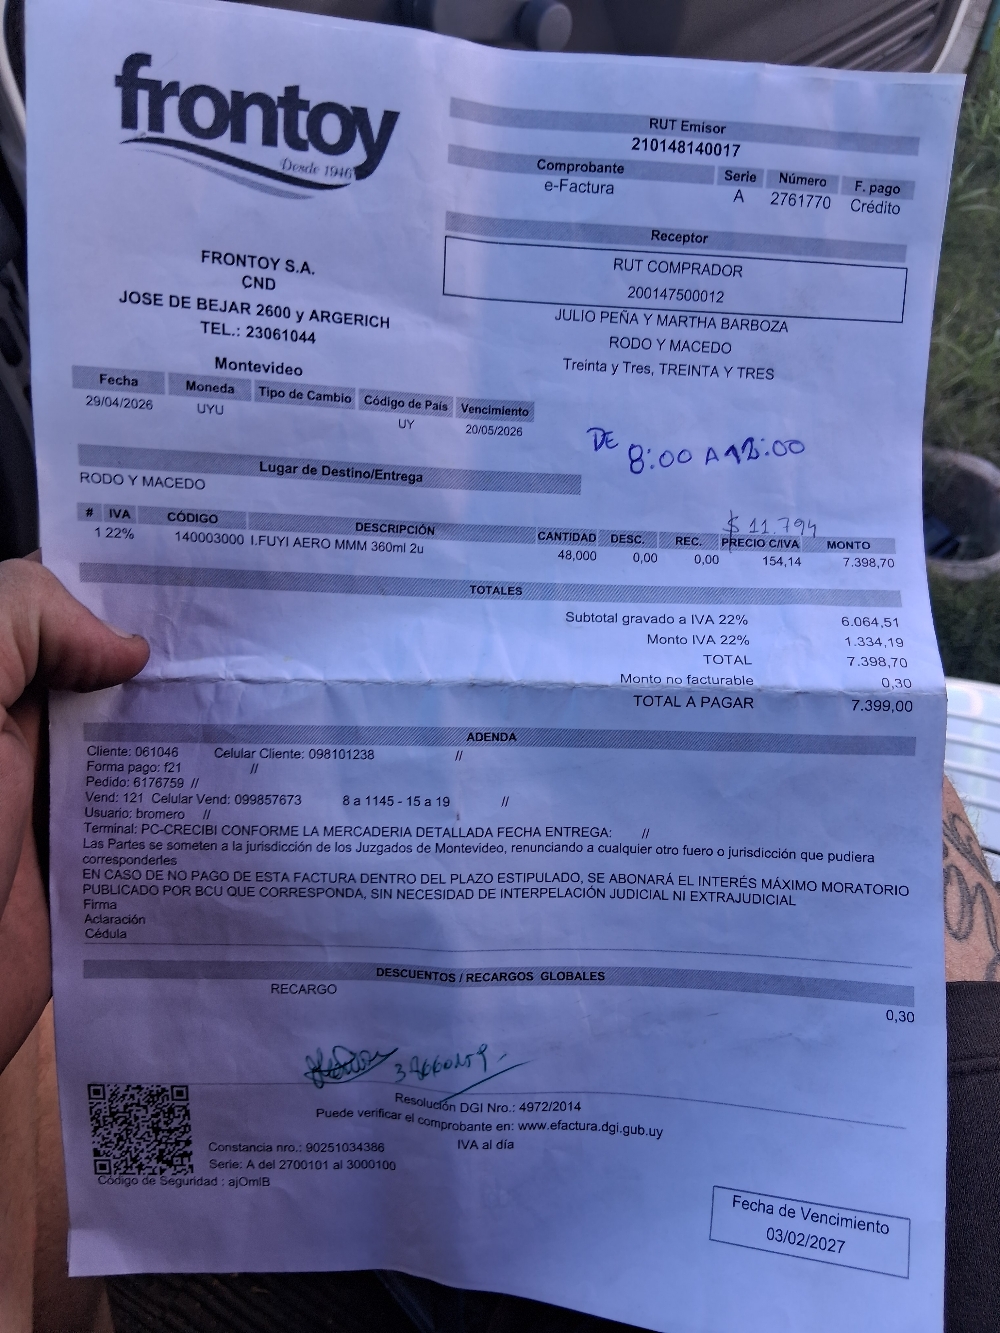 frontoy
Desde 1946
RUT Emisor
210148140017
Comprobante Serie Número F. pago
e-Factura A 2761770 Crédito
Receptor
RUT COMPRADOR
200147500012
JULIO PEÑA Y MARTHA BARBOZA
RODO Y MACEDO
Treinta y Tres, TREINTA Y TRES
FRONTOY S.A.
CND
JOSE DE BEJAR 2600 y ARGERICH
TEL.: 23061044
Montevideo
Fecha Moneda Tipo de Cambio Código de País Vencimiento
29/04/2026 UYU UY 20/05/2026
DE 8:00 A 12:00
Lugar de Destino/Entrega
RODO Y MACEDO
$ 11.794
# IVA CÓDIGO DESCRIPCIÓN CANTIDAD DESC. REC. PRECIO C/IVA MONTO
1 22% 140003000 I.FUYI AERO MMM 360ml 2u 48,000 0,00 0,00 154,14 7.398,70
TOTALES
Subtotal gravado a IVA 22% 6.064,51
Monto IVA 22% 1.334,19
TOTAL 7.398,70
Monto no facturable 0,30
TOTAL A PAGAR 7.399,00
ADENDA
Cliente: 061046 Celular Cliente: 098101238 //
Forma pago: f21 //
Pedido: 6176759 //
Vend: 121 Celular Vend: 099857673 8 a 1145 - 15 a 19 //
Usuario: bromero //
Terminal: PC-CRECIBI CONFORME LA MERCADERIA DETALLADA FECHA ENTREGA: //
Las Partes se someten a la jurisdicción de los Juzgados de Montevideo, renunciando a cualquier otro fuero o jurisdicción que pudiera
corresponderles
EN CASO DE NO PAGO DE ESTA FACTURA DENTRO DEL PLAZO ESTIPULADO, SE ABONARÁ EL INTERÉS MÁXIMO MORATORIO
PUBLICADO POR BCU QUE CORRESPONDA, SIN NECESIDAD DE INTERPELACIÓN JUDICIAL NI EXTRAJUDICIAL
Firma
Aclaración
Cédula
DESCUENTOS / RECARGOS GLOBALES
RECARGO 0,30
Resolución DGI Nro.: 4972/2014
Puede verificar el comprobante en: www.efactura.dgi.gub.uy
IVA al día
Constancia nro.: 90251034386
Serie: A del 2700101 al 3000100
Código de Seguridad : ajOmIB
Fecha de Vencimiento
03/02/2027